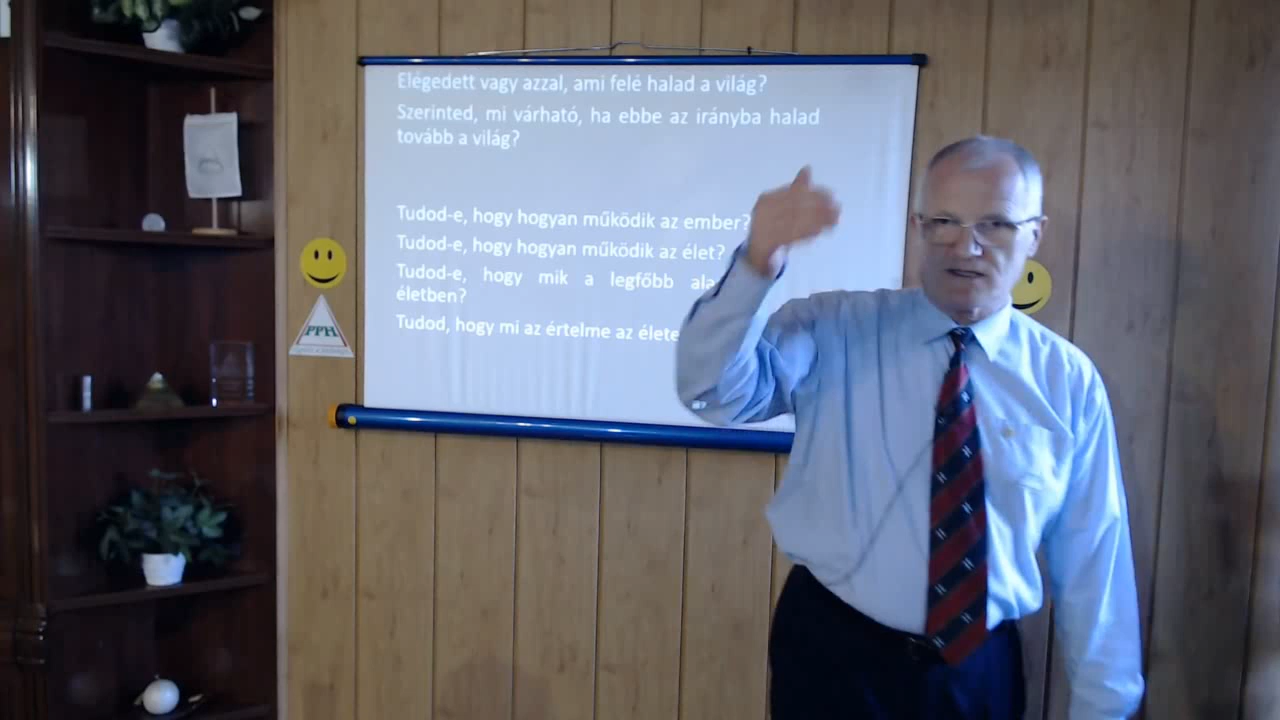 Elégedett vagy azzal, ami felé halad a világ?
Szerinted, mi várható, ha ebbe az irányba halad
tovább a világ?
Tudod-e, hogy hogyan működik az ember?
Tudod-e, hogy hogyan működik az élet?
Tudod-e, hogy mik a legfőbb
életben?
Tudod, hogy mi az értelme az
PPH